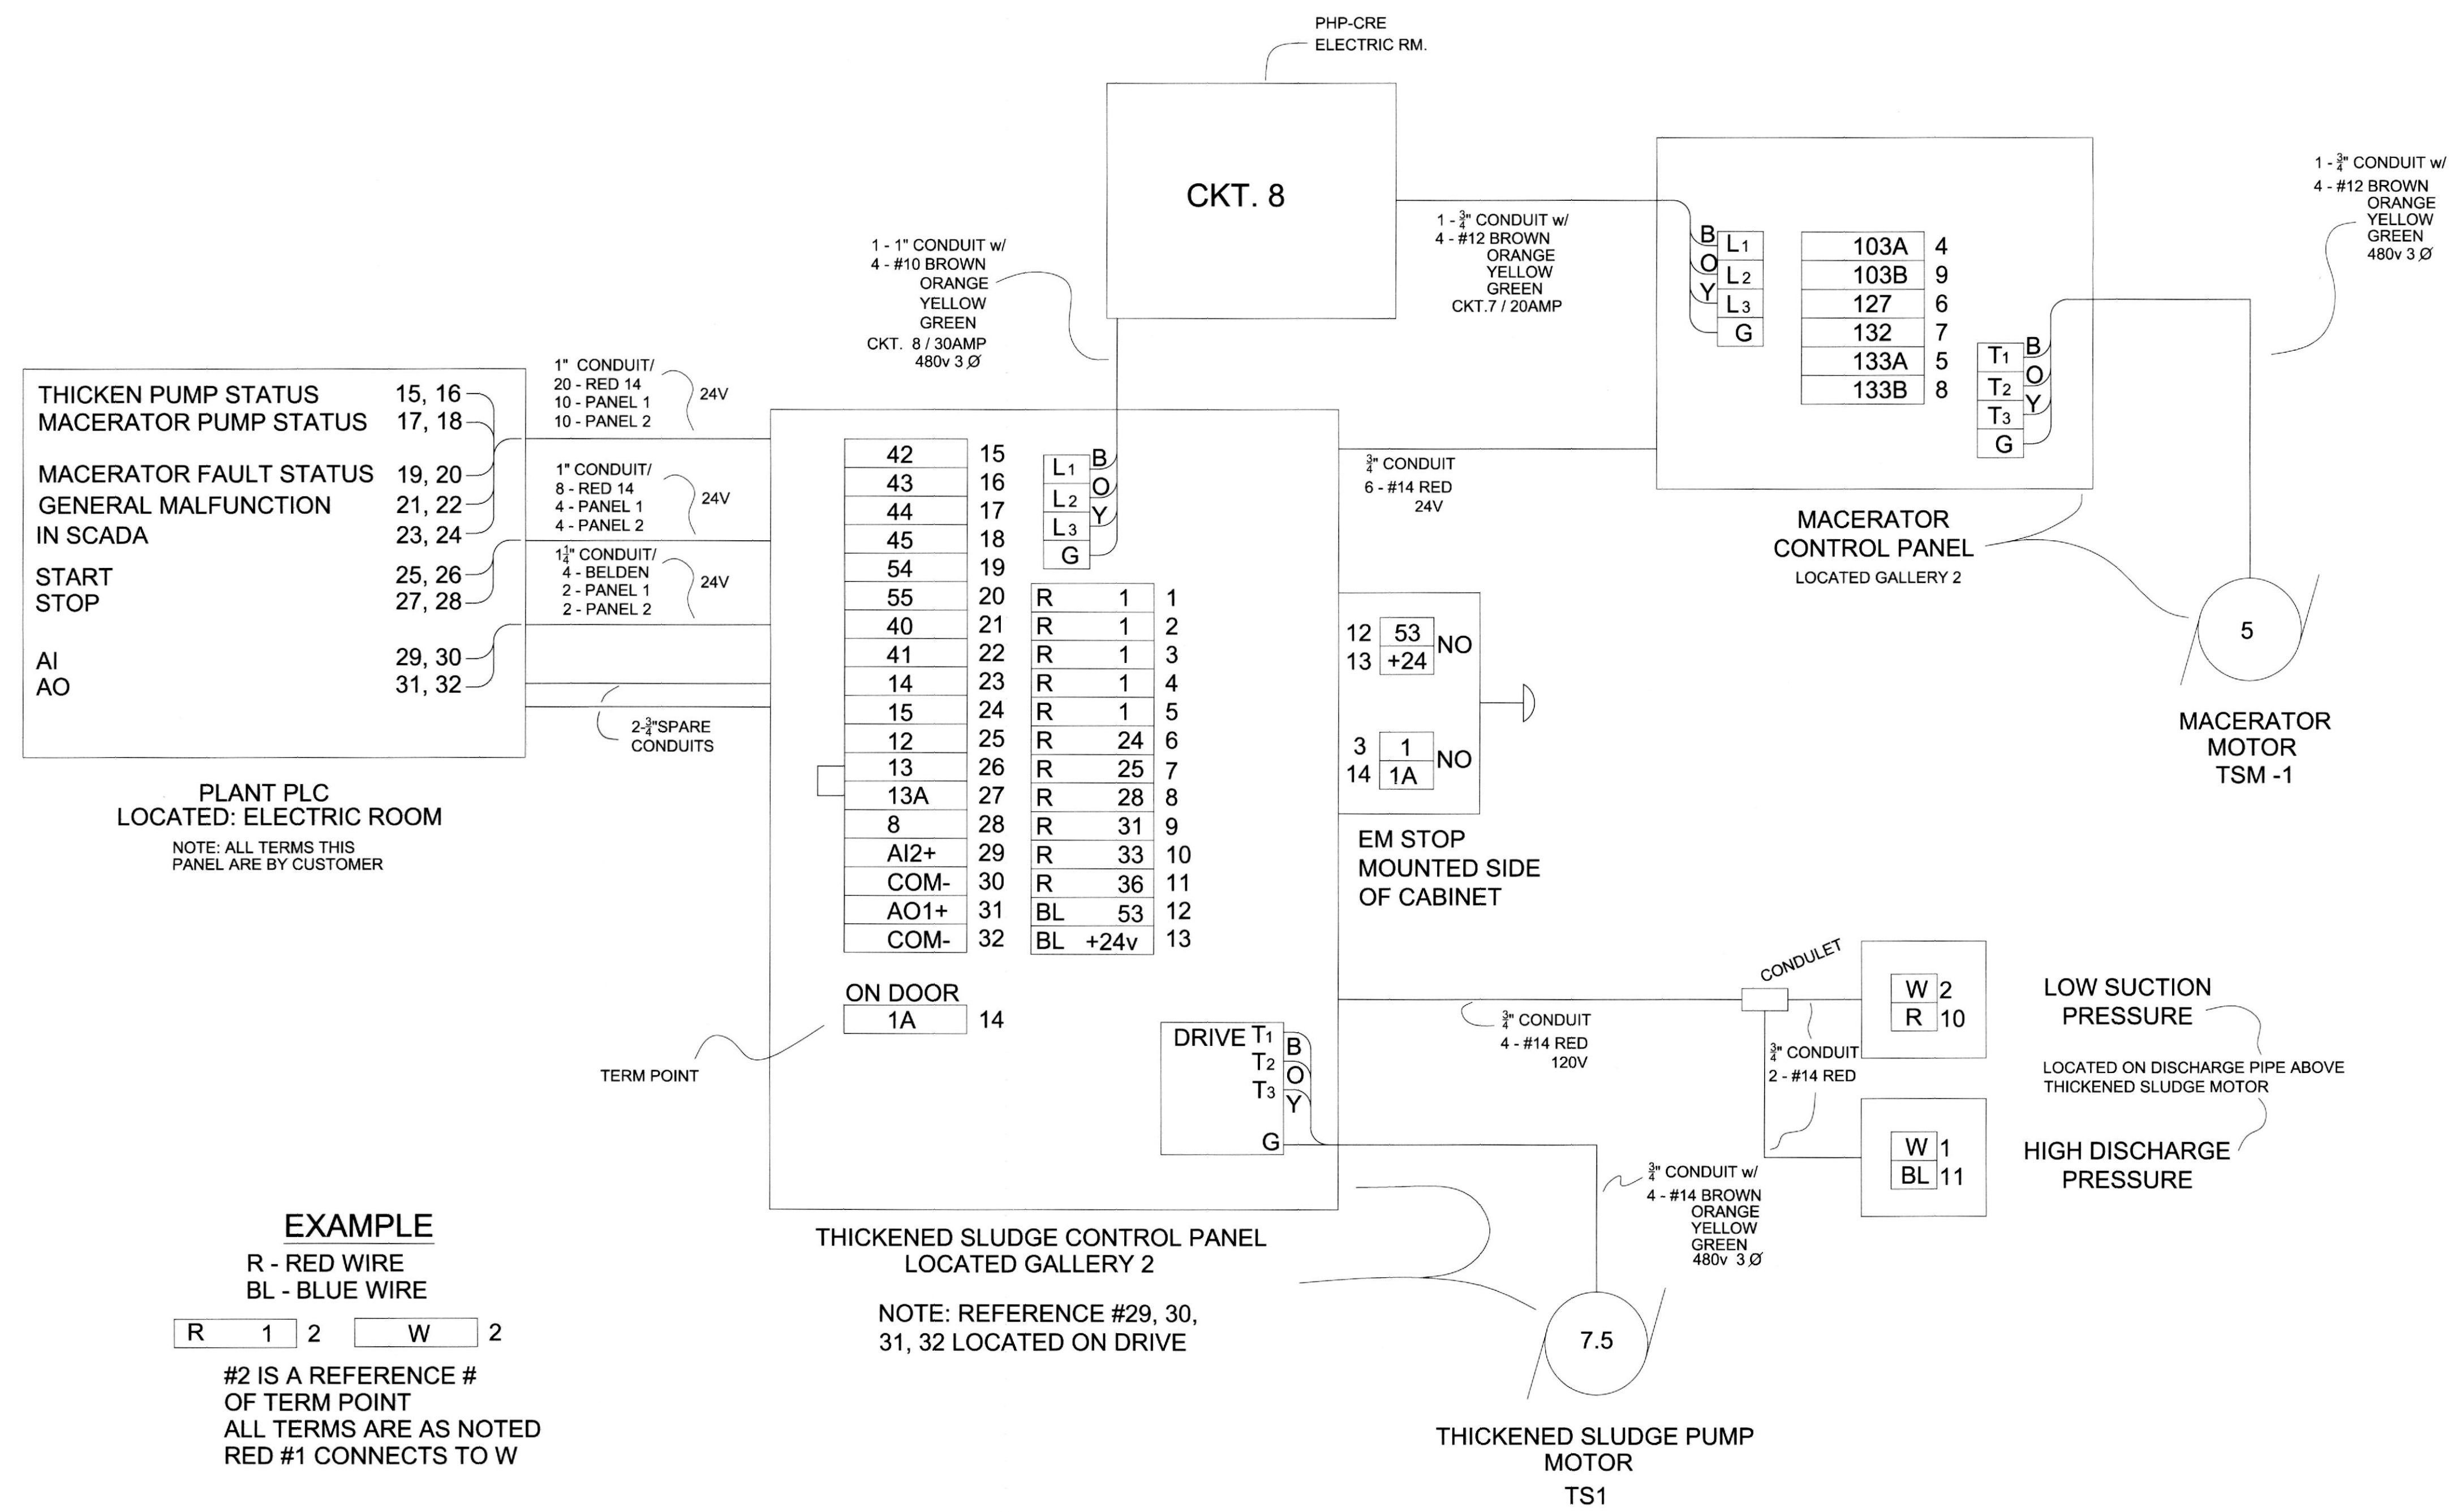 PHP-CRE
ELECTRIC RM.
CKT. 8
1 - 1" CONDUIT w/
4 - #10 BROWN
ORANGE
YELLOW
GREEN
CKT. 8 / 30AMP
480v 3 Ø
1 - 3/4" CONDUIT w/
4 - #12 BROWN
ORANGE
YELLOW
GREEN
CKT.7 / 20AMP
B
O
Y
L1
L2
L3
G
103A 4
103B 9
127 6
132 7
133A 5
133B 8
T1
T2
T3
G
B
O
Y
1 - 3/4" CONDUIT w/
4 - #12 BROWN
ORANGE
YELLOW
GREEN
480v 3 Ø
MACERATOR
CONTROL PANEL
LOCATED GALLERY 2
5
MACERATOR
MOTOR
TSM -1
THICKEN PUMP STATUS 15, 16
MACERATOR PUMP STATUS 17, 18
MACERATOR FAULT STATUS 19, 20
GENERAL MALFUNCTION 21, 22
IN SCADA 23, 24
START 25, 26
STOP 27, 28
AI 29, 30
AO 31, 32
PLANT PLC
LOCATED: ELECTRIC ROOM
NOTE: ALL TERMS THIS
PANEL ARE BY CUSTOMER
1" CONDUIT/
20 - RED 14
10 - PANEL 1
10 - PANEL 2
24V
1" CONDUIT/
8 - RED 14
4 - PANEL 1
4 - PANEL 2
24V
1 1/4" CONDUIT/
4 - BELDEN
2 - PANEL 1
2 - PANEL 2
24V
2-3/4"SPARE
CONDUITS
42 15
43 16
44 17
45 18
54 19
55 20
40 21
41 22
14 23
15 24
12 25
13 26
13A 27
8 28
AI2+ 29
COM- 30
AO1+ 31
COM- 32
ON DOOR
1A 14
TERM POINT
L1
L2
L3
G
B
O
Y
R 1 1
R 1 2
R 1 3
R 1 4
R 1 5
R 24 6
R 25 7
R 28 8
R 31 9
R 33 10
R 36 11
BL 53 12
BL +24v 13
DRIVE T1
T2
T3
G
B
O
Y
THICKENED SLUDGE CONTROL PANEL
LOCATED GALLERY 2
NOTE: REFERENCE #29, 30,
31, 32 LOCATED ON DRIVE
3/4" CONDUIT
6 - #14 RED
24V
12 53 NO
13 +24
3 1 NO
14 1A
EM STOP
MOUNTED SIDE
OF CABINET
3/4" CONDUIT
4 - #14 RED
120V
CONDULET
3/4" CONDUIT
2 - #14 RED
W 2
R 10
LOW SUCTION
PRESSURE
LOCATED ON DISCHARGE PIPE ABOVE
THICKENED SLUDGE MOTOR
W 1
BL 11
HIGH DISCHARGE
PRESSURE
3/4" CONDUIT w/
4 - #14 BROWN
ORANGE
YELLOW
GREEN
480v 3 Ø
7.5
THICKENED SLUDGE PUMP
MOTOR
TS1
EXAMPLE
R - RED WIRE
BL - BLUE WIRE
R 1 2 W 2
#2 IS A REFERENCE #
OF TERM POINT
ALL TERMS ARE AS NOTED
RED #1 CONNECTS TO W